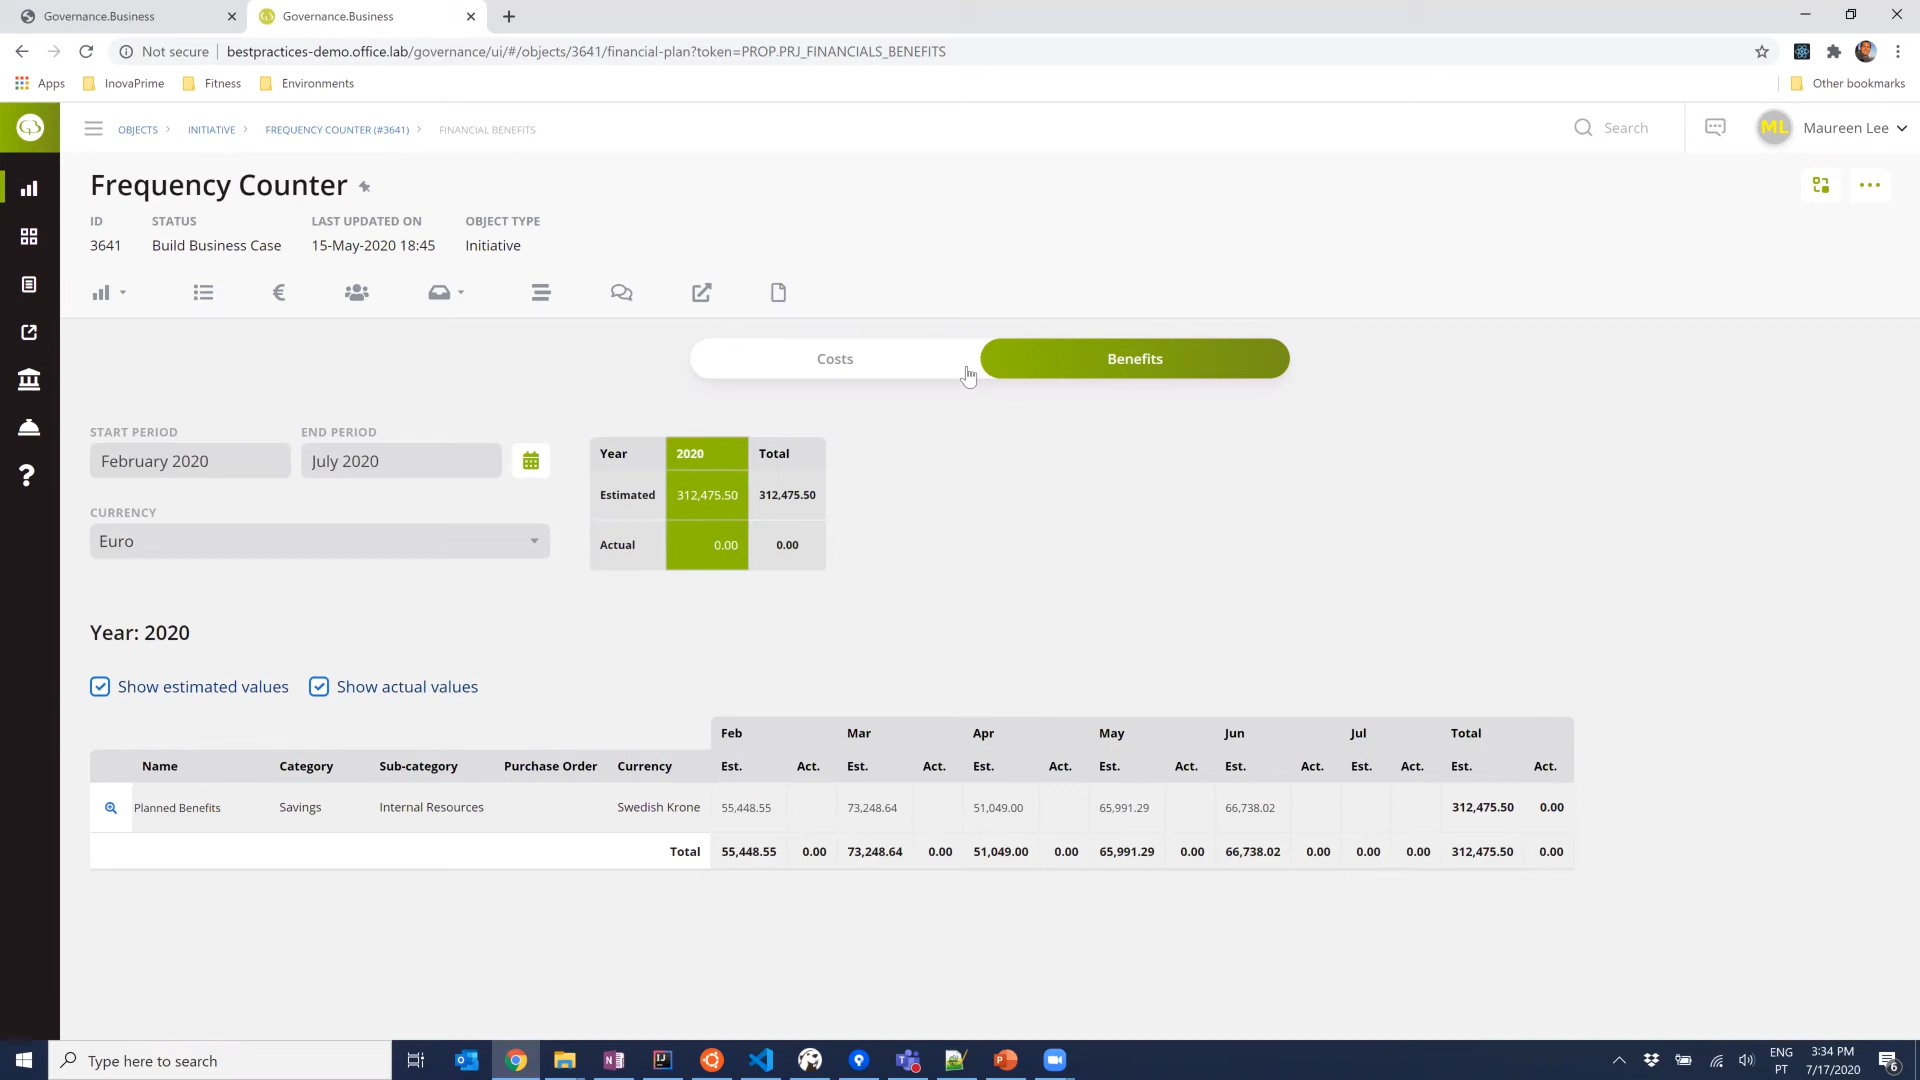 Governance.Business
Governance.Business
Not secure
bestpractices-demo.office.lab/governance/ui/#/objects/3641/financial-plan?token=PROP.PRJ_FINANCIALS_BENEFITS
Apps
InovaPrime
Fitness
Environments
Other bookmarks
OBJECTS
INITIATIVE
FREQUENCY COUNTER (#3641)
FINANCIAL BENEFITS
Search
ML
Maureen Lee
Frequency Counter
ID STATUS LAST UPDATED ON OBJECT TYPE
3641 Build Business Case 15-May-2020 18:45 Initiative
Costs
Benefits
START PERIOD END PERIOD
February 2020 July 2020
CURRENCY
Euro
Year 2020 Total
Estimated 312,475.50 312,475.50
Actual 0.00 0.00
Year: 2020
Show estimated values Show actual values
Feb Mar Apr May Jun Jul Total
Name Category Sub-category Purchase Order Currency Est. Act. Est. Act. Est. Act. Est. Act. Est. Act. Est. Act. Est. Act.
Planned Benefits Savings Internal Resources Swedish Krone 55,448.55 73,248.64 51,049.00 65,991.29 66,738.02 312,475.50 0.00
Total 55,448.55 0.00 73,248.64 0.00 51,049.00 0.00 65,991.29 0.00 66,738.02 0.00 0.00 0.00 312,475.50 0.00
Type here to search
ENG
PT
3:34 PM
7/17/2020
6